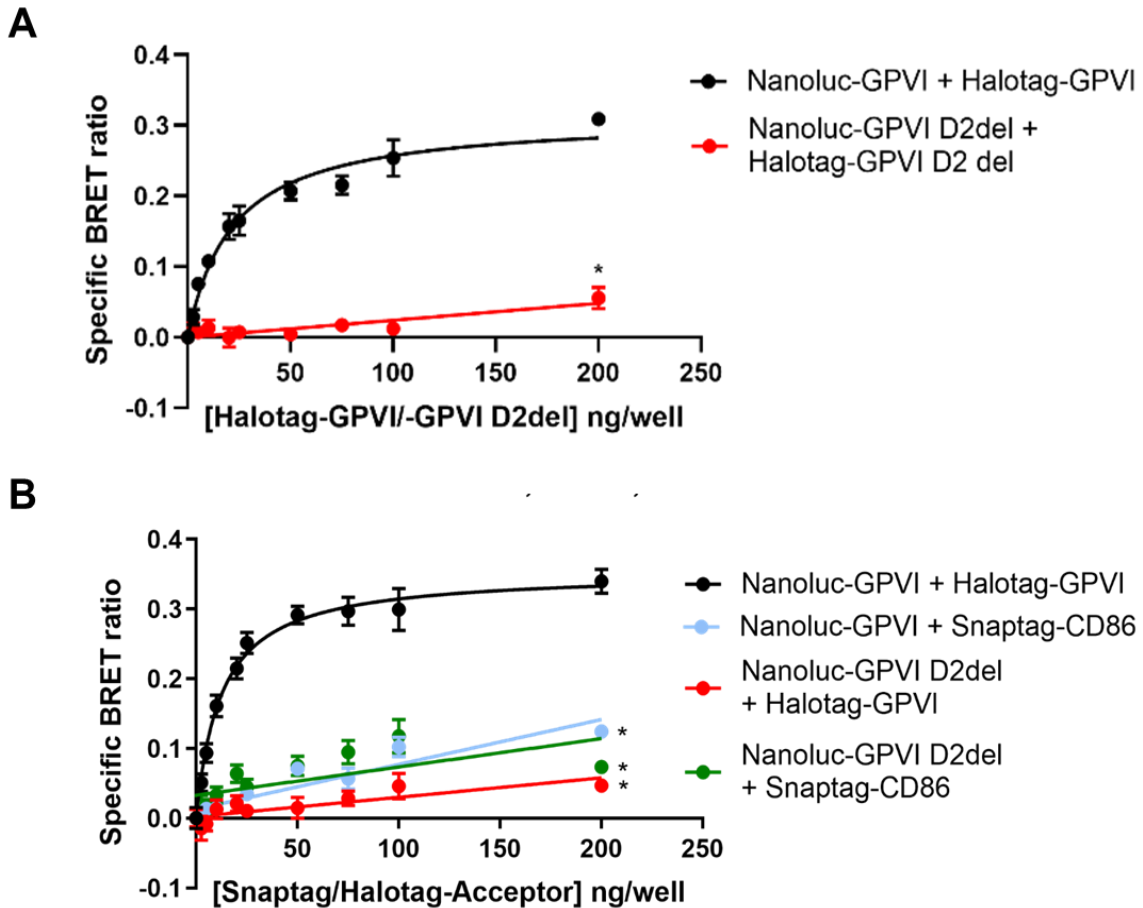 A
Specific BRET ratio
0.4
0.3
0.2
0.1
0.0
-0.1
50
100
150
200
250
*
[Halotag-GPVI/-GPVI D2del] ng/well
Nanoluc-GPVI + Halotag-GPVI
Nanoluc-GPVI D2del +
Halotag-GPVI D2 del
B
Specific BRET ratio
0.4
0.3
0.2
0.1
0.0
-0.1
50
100
150
200
250
*
*
*
[Snaptag/Halotag-Acceptor] ng/well
Nanoluc-GPVI + Halotag-GPVI
Nanoluc-GPVI + Snaptag-CD86
Nanoluc-GPVI D2del
+ Halotag-GPVI
Nanoluc-GPVI D2del
+ Snaptag-CD86